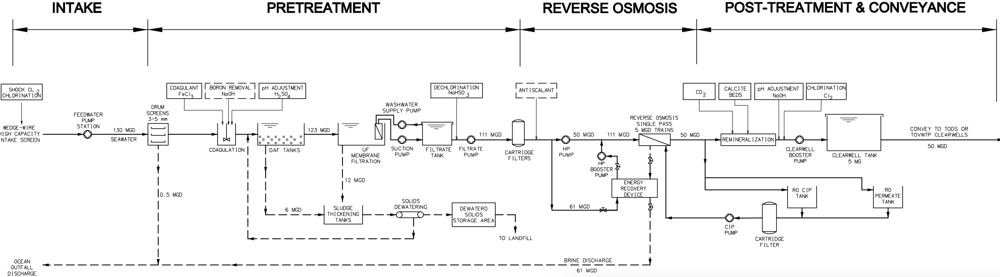 INTAKE
PRETREATMENT
REVERSE OSMOSIS
POST-TREATMENT & CONVEYANCE
SHOCK CL2
CHLORINATION
WEDGE-WIRE
HIGH CAPACITY
NTAKE SCREEN
FEEDWATER
PUMP
STATION
130 MGD
SEAWATER
DRUM
SCREENS
3-5 mm
0.5 MGD
COAGULANT
FeCl3
BORON REMOVAL
NaOH
pH ADJUSTMENT
H2SO4
COAGULATION
DAF TANKS
123 MGD
6 MGD
UF
MEMBRANE
FILTRATION
12 MGD
SLUDGE
THICKENING
TANKS
SOLIDS
DEWATERING
DEWATERD
SOLIDS
STORAGE AREA
TO LANDFILL
WASHWATER
SUPPLY PUMP
SUCTION
PUMP
FILTRATE
TANK
DECHLORINATION
NaHSO3
FILTRATE
PUMP
111 MGD
ANTISCALANT
CARTRIDGE
FILTERS
HP
PUMP
50 MGD
111 MGD
HP
BOOSTER
PUMP
61 MGD
ENERGY
RECOVERY
DEVICE
REVERSE OSMOSIS
SINGLE PASS
5 MGD TRAINS
50 MGD
BRINE DISCHARGE
61 MGD
OCEAN
OUTFALL
DISCHARGE
CO2
CALCITE
BEDS
pH ADJUSTMENT
NaOH
CHLORINATION
Cl2
REMINERALIZATION
CLEARWELL
BOOSTER
PUMP
CLEARWELL TANK
5 MG
CONVEY TO TODS OR
TOVWTP CLEARWELLS
50 MGD
RO CIP
TANK
RO
PERMEATE
TANK
CIP
PUMP
CARTRIDGE
FILTER